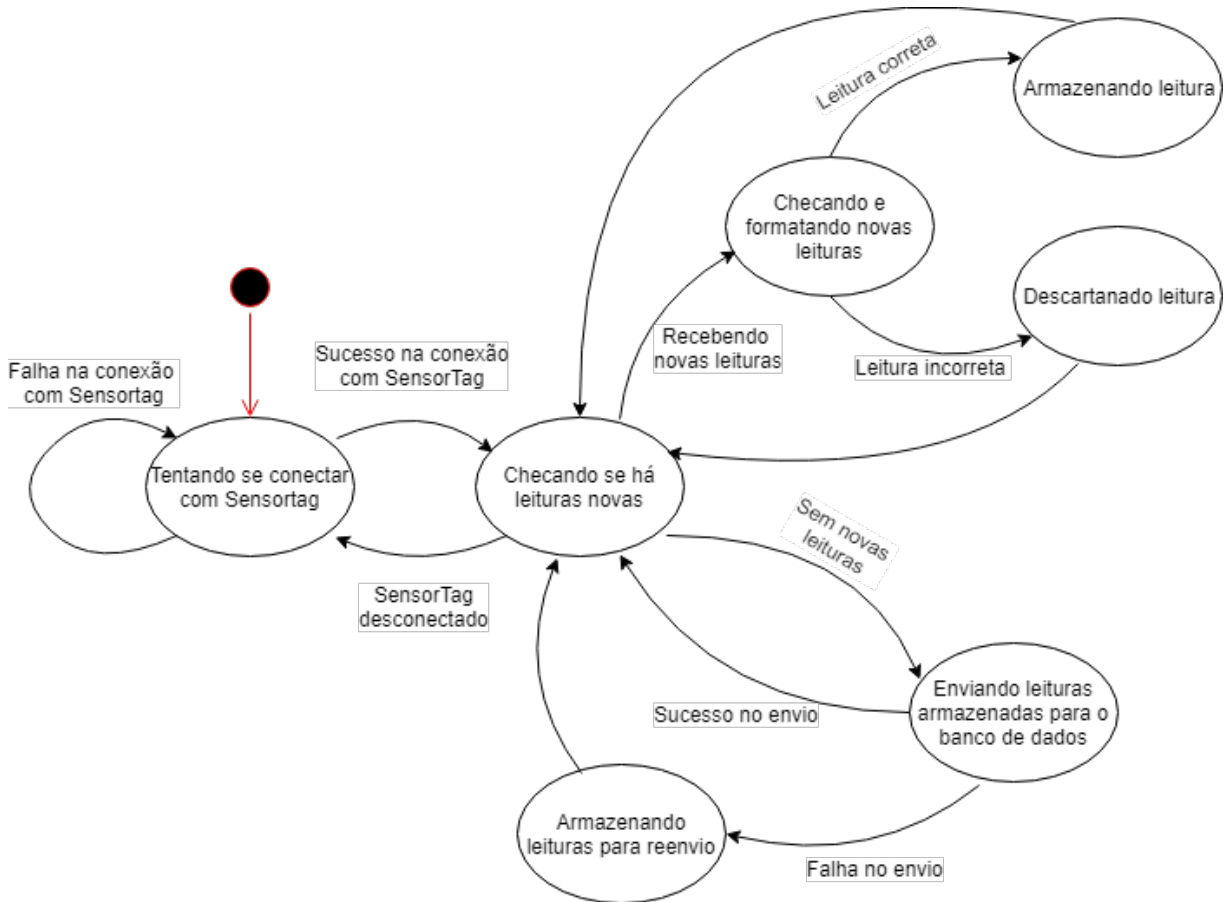 Leitura correta
Armazenando leitura
Checando e
formatando novas
leituras
Descartanado leitura
Recebendo
novas leituras
Leitura incorreta
Falha na conexão
com Sensortag
Sucesso na conexão
com SensorTag
Tentando se conectar
com Sensortag
Checando se há
leituras novas
Sem novas
leituras
SensorTag
desconectado
Enviando leituras
armazenadas para o
banco de dados
Sucesso no envio
Armazenando
leituras para reenvio
Falha no envio